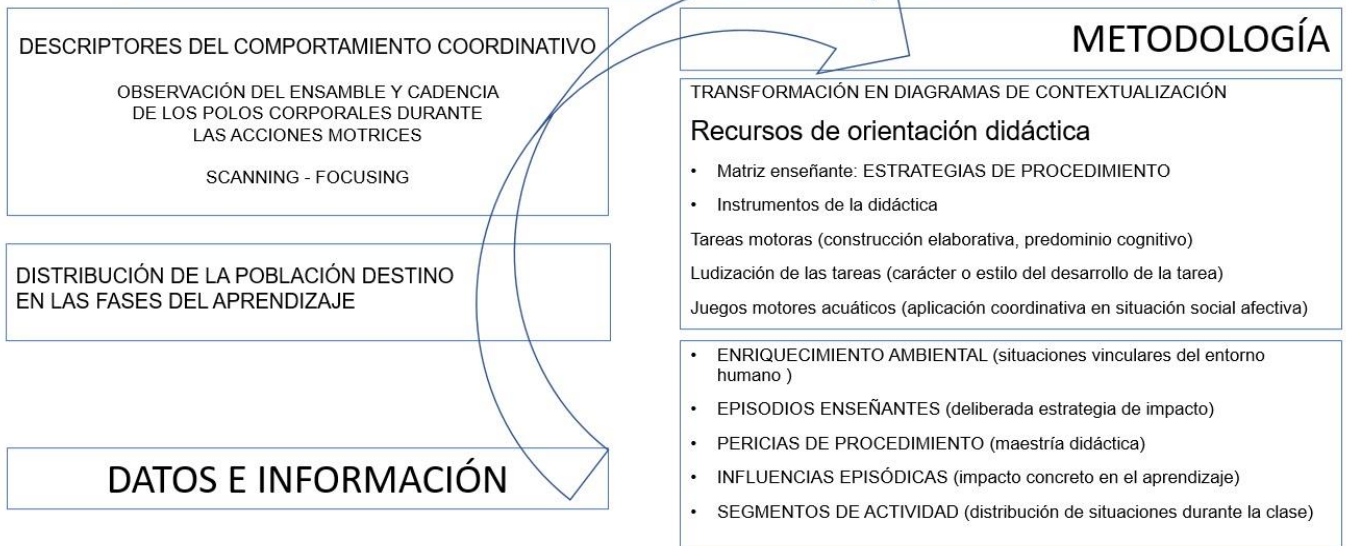 DESCRIPTORES DEL COMPORTAMIENTO COORDINATIVO
OBSERVACIÓN DEL ENSAMBLE Y CADENCIA
DE LOS POLOS CORPORALES DURANTE
LAS ACCIONES MOTRICES
SCANNING - FOCUSING
DISTRIBUCIÓN DE LA POBLACIÓN DESTINO
EN LAS FASES DEL APRENDIZAJE
DATOS E INFORMACIÓN
METODOLOGÍA
TRANSFORMACIÓN EN DIAGRAMAS DE CONTEXTUALIZACIÓN
Recursos de orientación didáctica
• Matriz enseñante: ESTRATEGIAS DE PROCEDIMIENTO
• Instrumentos de la didáctica
Tareas motoras (construcción elaborativa, predominio cognitivo)
Ludización de las tareas (carácter o estilo del desarrollo de la tarea)
Juegos motores acuáticos (aplicación coordinativa en situación social afectiva)
• ENRIQUECIMIENTO AMBIENTAL (situaciones vinculares del entorno
humano )
• EPISODIOS ENSEÑANTES (deliberada estrategia de impacto)
• PERICIAS DE PROCEDIMIENTO (maestría didáctica)
• INFLUENCIAS EPISÓDICAS (impacto concreto en el aprendizaje)
• SEGMENTOS DE ACTIVIDAD (distribución de situaciones durante la clase)